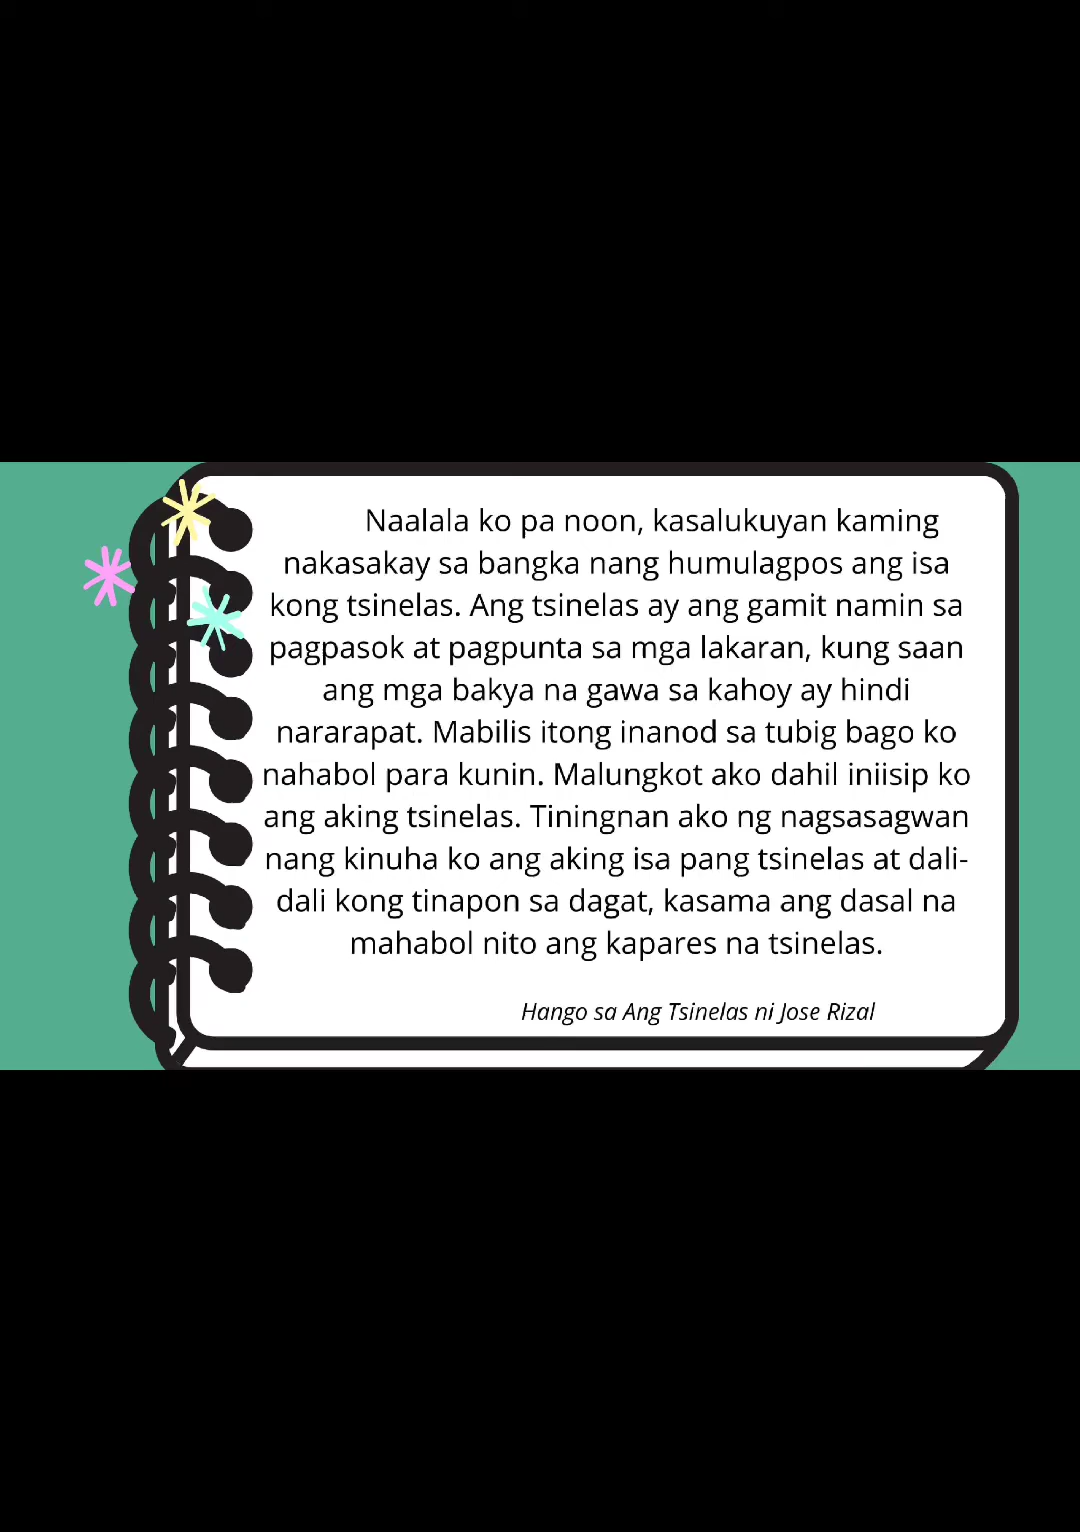 Naalala ko pa noon, kasalukuyan kaming
nakasakay sa bangka nang humulagpos ang isa
kong tsinelas. Ang tsinelas ay ang gamit namin sa
pagpasok at pagpunta sa mga lakaran, kung saan
ang mga bakya na gawa sa kahoy ay hindi
nararapat. Mabilis itong inanod sa tubig bago ko
nahabol para kunin. Malungkot ako dahil iniisip ko
ang aking tsinelas. Tiningnan ako ng nagsasagwan
nang kinuha ko ang aking isa pang tsinelas at dali-
dali kong tinapon sa dagat, kasama ang dasal na
mahabol nito ang kapares na tsinelas.
Hango sa Ang Tsinelas ni Jose Rizal